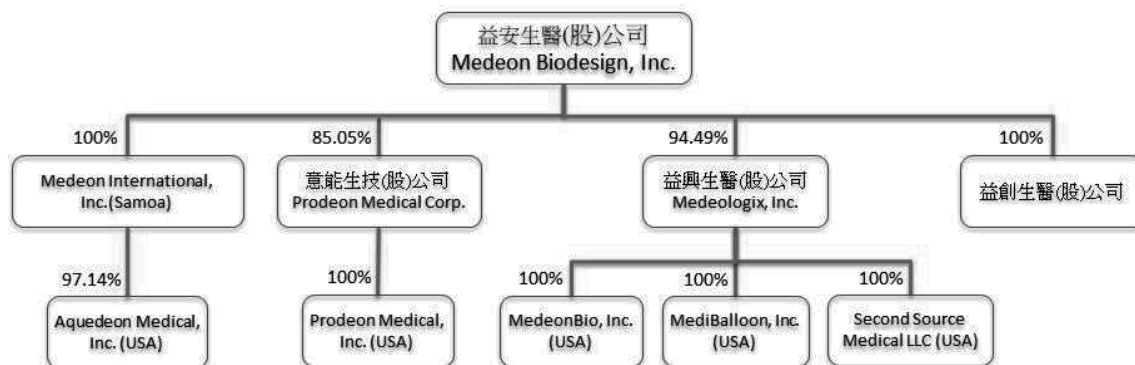 益安生醫(股)公司
Medeon Biodesign, Inc.
100%
85.05%
94.49%
100%
Medeon International,
Inc.(Samoa)
意能生技(股)公司
Prodeon Medical Corp.
益興生醫(股)公司
Medeologix, Inc.
益創生醫(股)公司
97.14%
100%
100%
100%
100%
Aquedeon Medical,
Inc. (USA)
Prodeon Medical,
Inc. (USA)
MedeonBio, Inc.
(USA)
MediBalloon, Inc.
(USA)
Second Source
Medical LLC (USA)